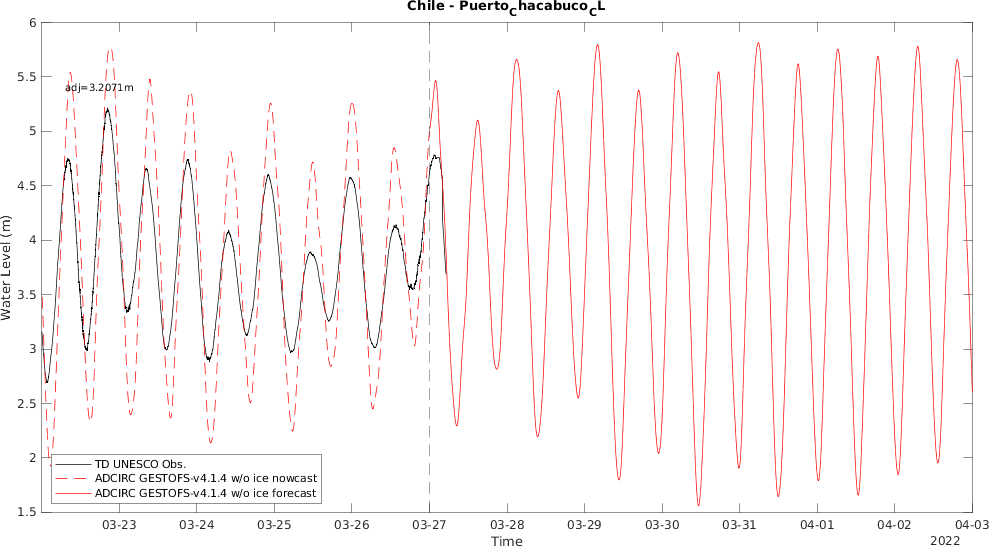 Chile - Puerto_Chacabuco_CL
6
5.5
adj=3.2071m
5
4.5
4
Water Level (m)
3.5
3
2.5
2
TD UNESCO Obs.
ADCIRC GESTOFS-v4.1.4 w/o ice nowcast
ADCIRC GESTOFS-v4.1.4 w/o ice forecast
1.5
03-23 03-24 03-25 03-26 03-27 03-28 03-29 03-30 03-31 04-01 04-02 04-03
Time
2022